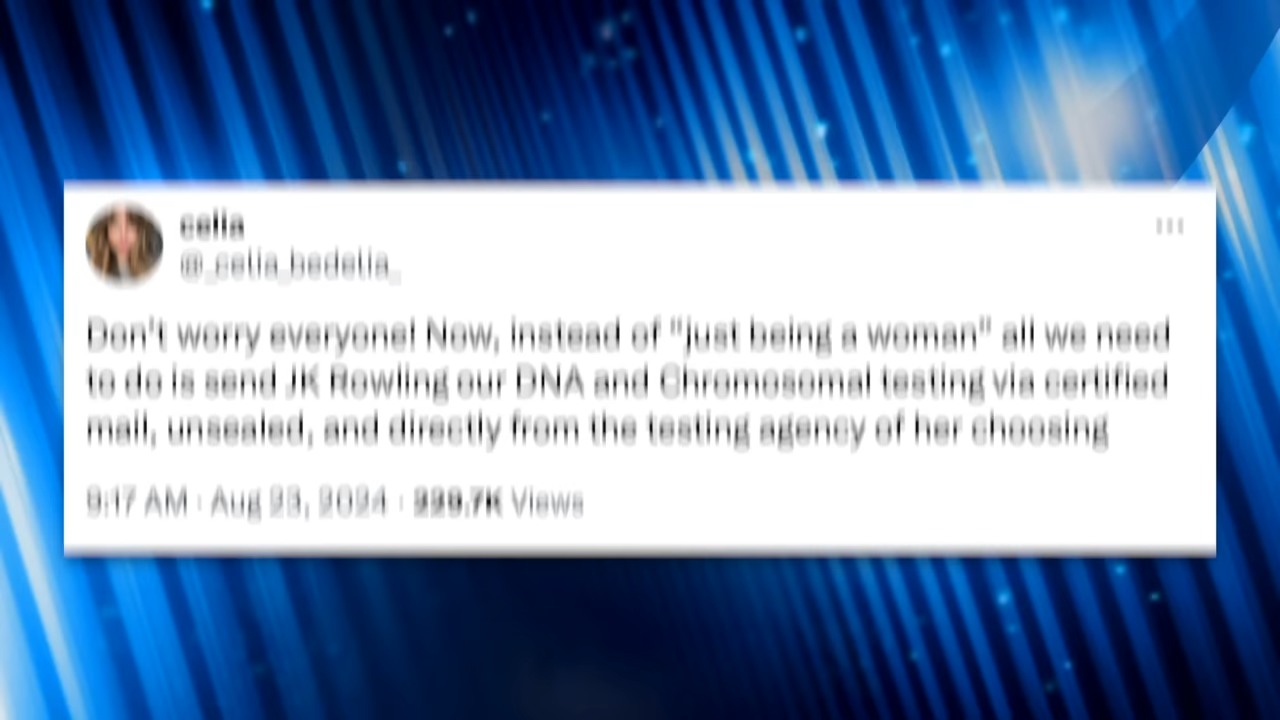 celia
@_celia_bedelia_
Don't worry everyone! Now, instead of "just being a woman" all we need
to do is send JK Rowling our DNA and Chromosomal testing via certified
mail, unsealed, and directly from the testing agency of her choosing
9:17 AM · Aug 23, 2024 · 229.7K Views